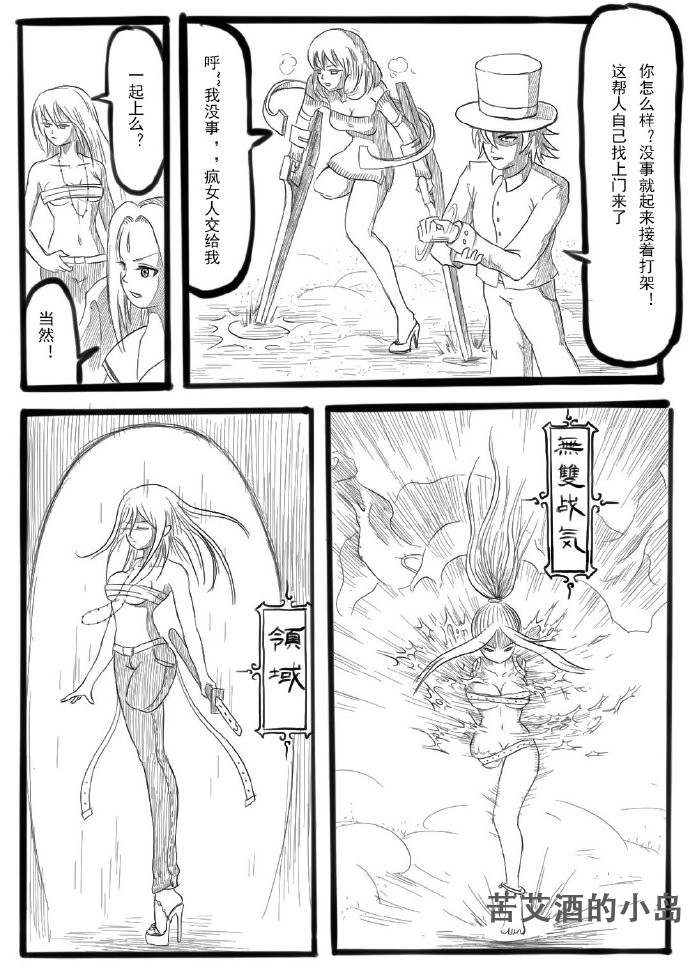 你怎么样？没事就起来接着打架！
这帮人自己找上门来了
呼~我没事，，疯女人交给我
一起上么？
当然！
無雙战気
領域
苦艾酒的小岛